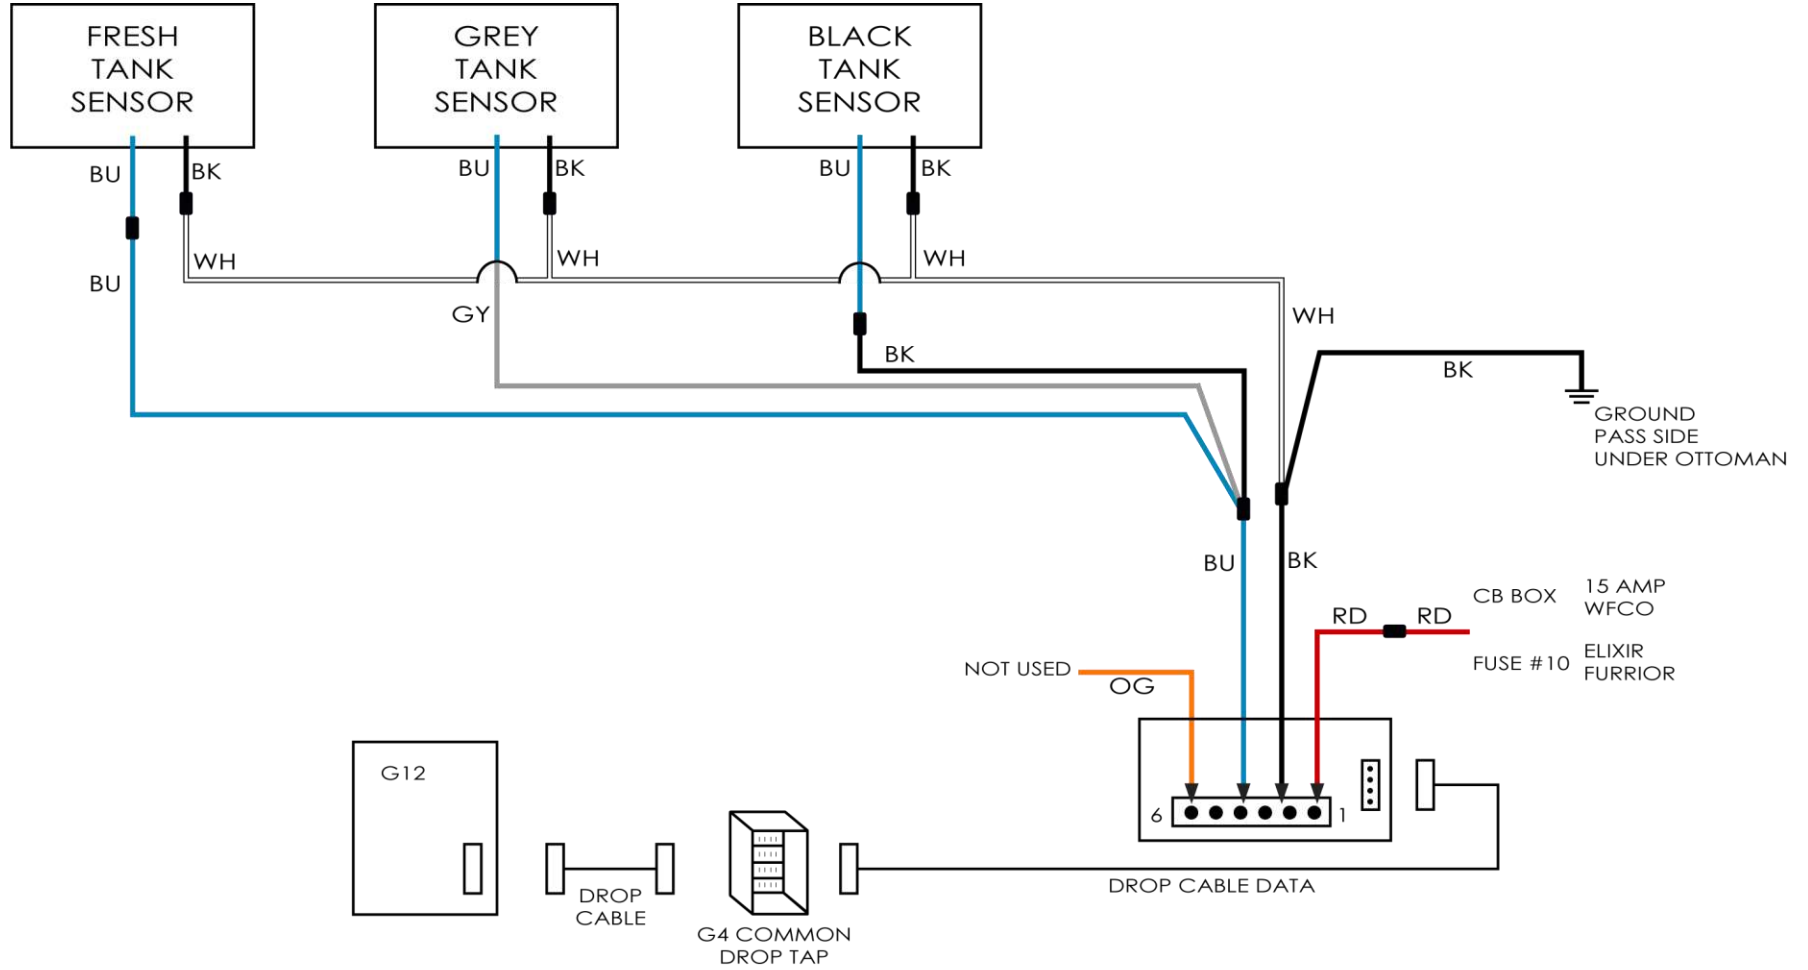 FRESH
TANK
SENSOR
GREY
TANK
SENSOR
BLACK
TANK
SENSOR
BU
BK
BU
BK
BU
BK
WH
WH
WH
BU
GY
WH
BK
BK
GROUND
PASS SIDE
UNDER OTTOMAN
BU
BK
CB BOX
15 AMP
WFCO
RD
RD
FUSE #10
ELIXIR
FURRIOR
NOT USED
OG
G12
6
1
DROP
CABLE
DROP CABLE DATA
G4 COMMON
DROP TAP